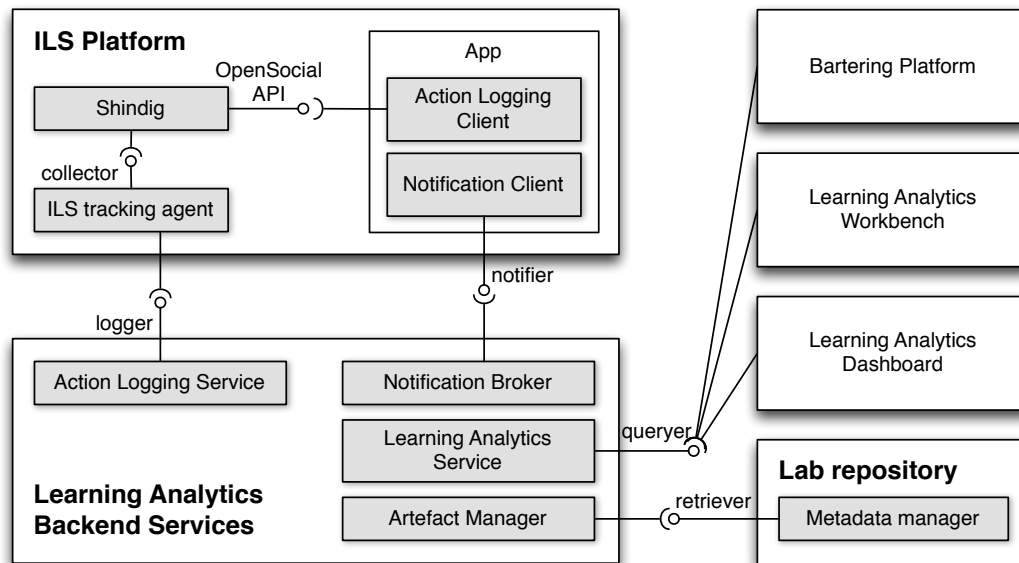 ILS Platform
App
OpenSocial
API
Shindig
Action Logging
Client
collector
Notification Client
ILS tracking agent
notifier
logger
Action Logging Service
Notification Broker
Learning Analytics
Service
queryer
Learning Analytics
Backend Services
Artefact Manager
retriever
Bartering Platform
Learning Analytics
Workbench
Learning Analytics
Dashboard
Lab repository
Metadata manager